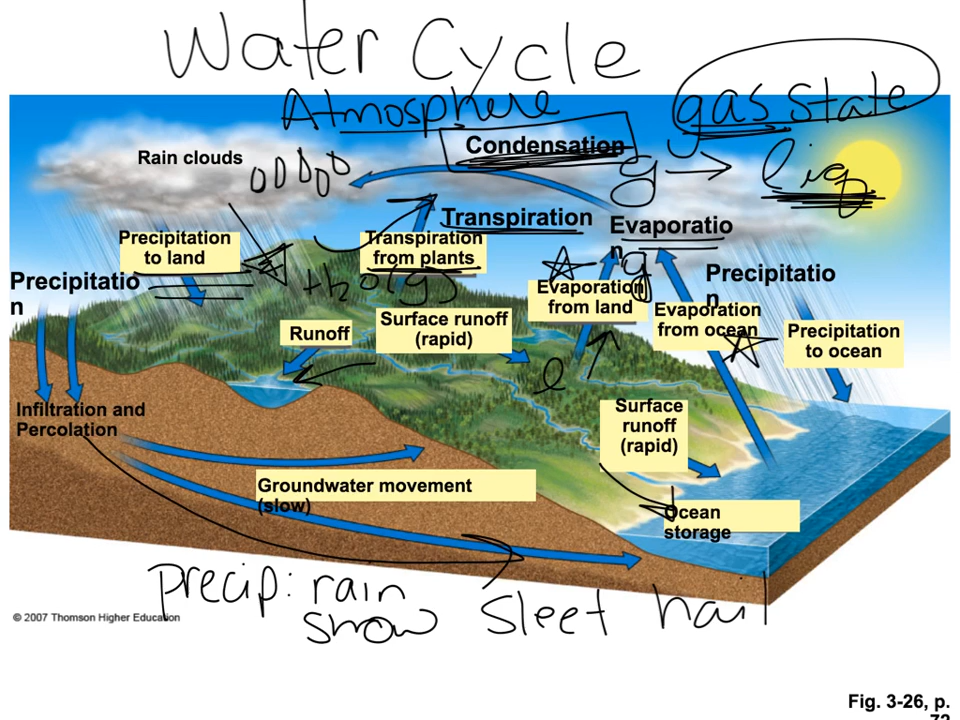 Water Cycle
Atmosphere
gas state
Condensation
g → liq
Rain clouds
Transpiration
Evaporatio
n
g
Precipitation
to land
Transpiration
from plants
Precipitatio
n
Precipitatio
n
Evaporation
from land
Evaporation
from ocean
Precipitation
to ocean
Runoff
Surface runoff
(rapid)
l
Infiltration and
Percolation
Surface
runoff
(rapid)
Groundwater movement
(slow)
Ocean
storage
precip: rain
snow sleet hail
© 2007 Thomson Higher Education
Fig. 3-26, p.
72